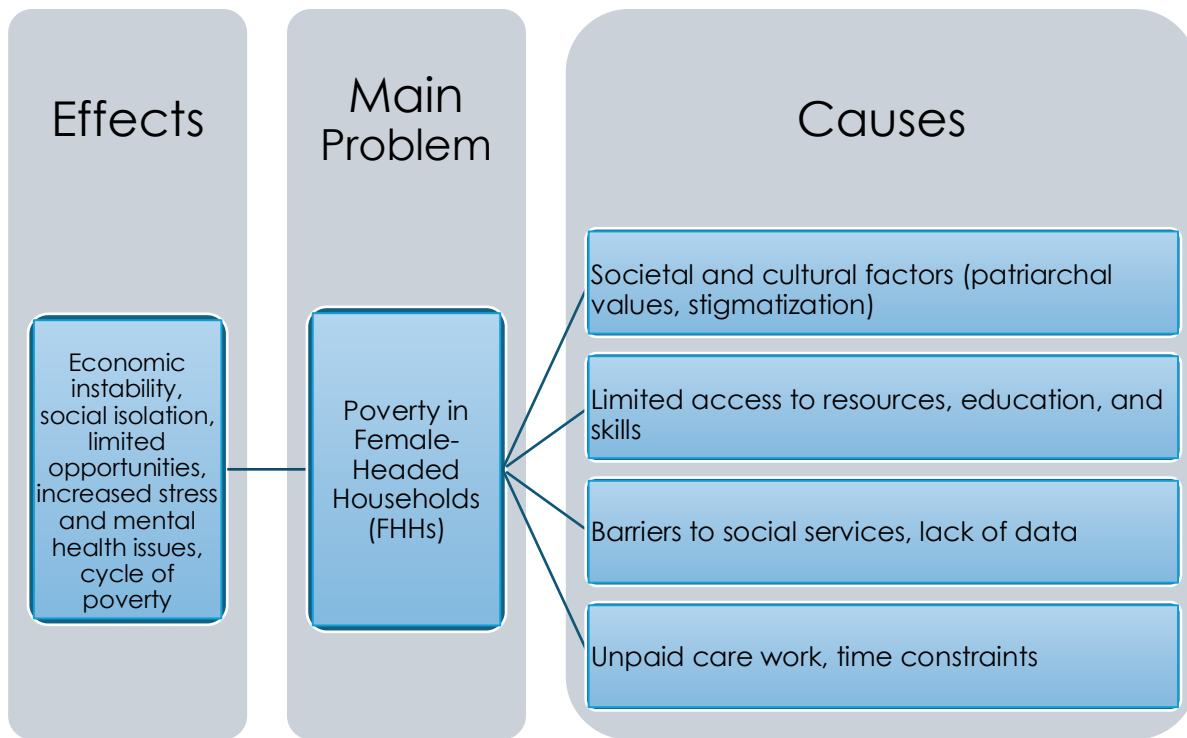 Effects
Economic
instability,
social isolation,
limited
opportunities,
increased stress
and mental
health issues,
cycle of
poverty
Main
Problem
Poverty in
Female-
Headed
Households
(FHHs)
Causes
Societal and cultural factors (patriarchal
values, stigmatization)
Limited access to resources, education, and
skills
Barriers to social services, lack of data
Unpaid care work, time constraints